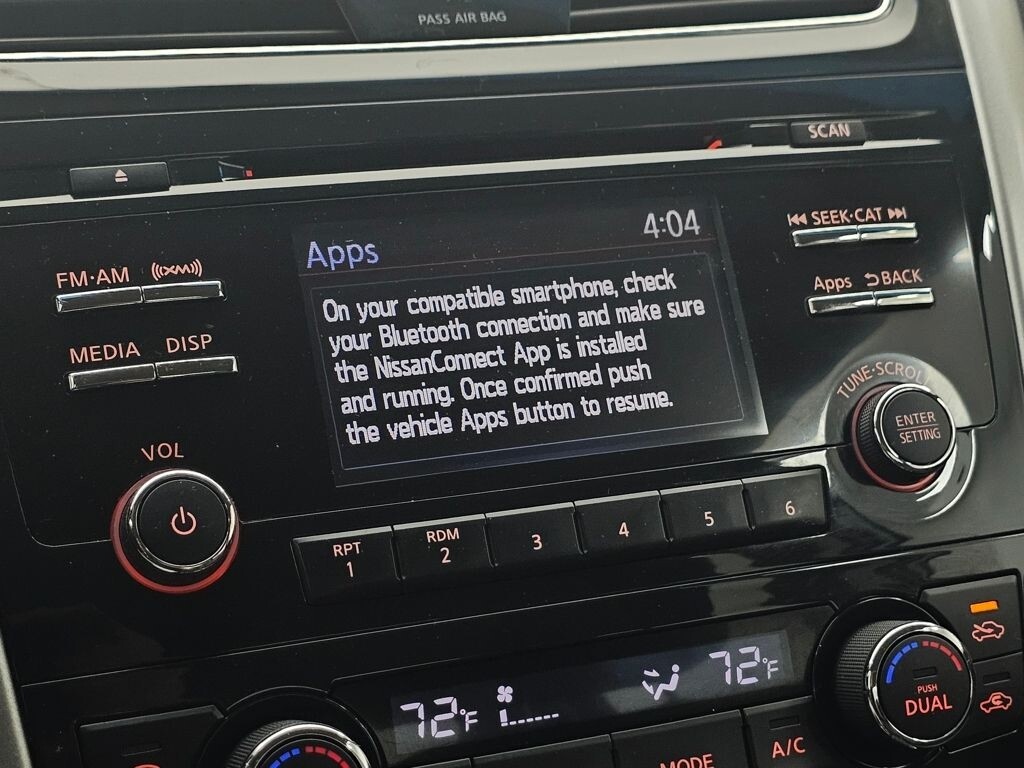 PASS AIR BAG
SCAN
SEEK·CAT
FM·AM
((XM))
Apps
4:04
Apps
BACK
On your compatible smartphone, check
your Bluetooth connection and make sure
the NissanConnect App is installed
and running. Once confirmed push
the vehicle Apps button to resume.
MEDIA
DISP
TUNE·SCROLL
ENTER
SETTING
VOL
RPT
1
RDM
2
3
4
5
6
72°F
72°F
PUSH
DUAL
MODE
A/C